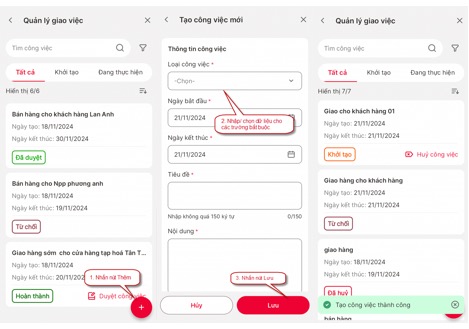 Quản lý giao việc
Tìm công việc
Tất cả
Khởi tạo
Đang thực hiện
Hiển thị 6/6
Bán hàng cho khách hàng Lan Anh
Ngày tạo: 18/11/2024
Ngày kết thúc: 30/11/2024
Đã duyệt
Bán hàng cho Npp phương anh
Ngày tạo: 18/11/2024
Ngày kết thúc: 19/11/2024
Từ chối
Giao hàng sớm cho cửa hàng tạp hoá Tân T...
Ngày tạo: 18/11/2024
Ngày kết thúc: 20/11/202
1. Nhấn nút Thêm
Hoàn thành
Duyệt công việc
Tạo công việc mới
Thông tin công việc
Loại công việc *
-Chọn-
Ngày bắt đầu *
21/11/2024
2. Nhập/ chọn dữ liệu cho
các trường bắt buộc
Ngày kết thúc *
21/11/2024
Tiêu đề *
Nhập không quá 150 ký tự
0/150
Nội dung *
3. Nhấn nút Lưu
Hủy
Lưu
Quản lý giao việc
Tìm công việc
Tất cả
Khởi tạo
Đang thực hiện
Hiển thị 7/7
Giao cho khách hàng 01
Ngày tạo: 21/11/2024
Ngày kết thúc: 21/11/2024
Khởi tạo
Huỷ công việc
Giao hàng cho khách hàng
Ngày tạo: 21/11/2024
Ngày kết thúc: 21/11/2024
Từ chối
giao hàng
Ngày tạo: 18/11/2024
Ngày kết thúc: 19/11/2024
Đã huỷ
Tạo công việc thành công
bán hàng